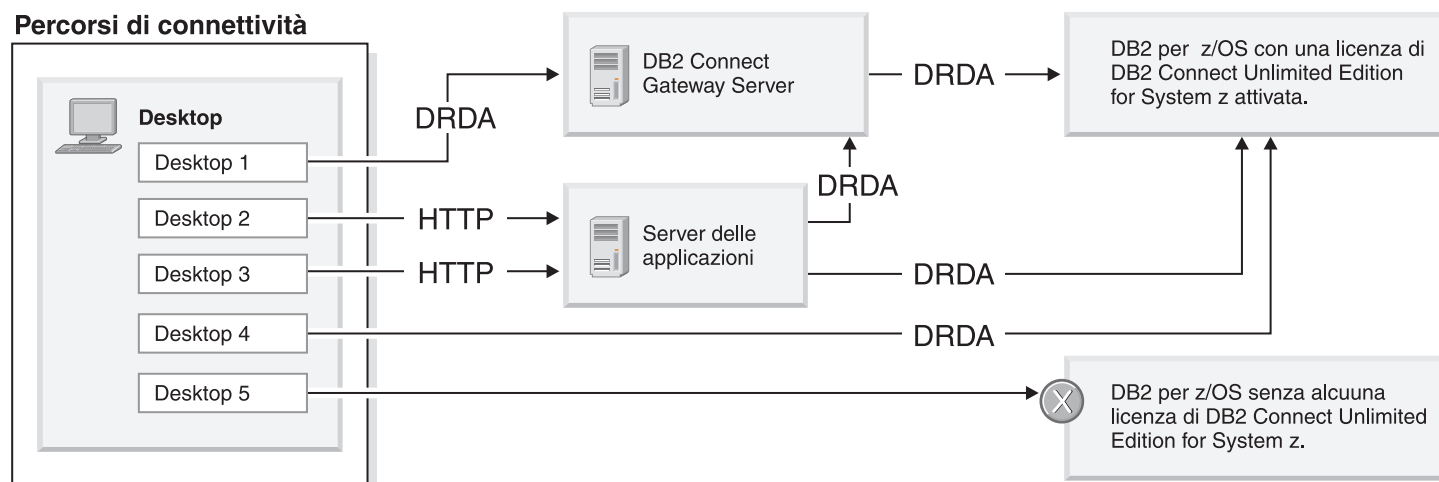 Percorsi di connettività
Desktop
Desktop 1
Desktop 2
Desktop 3
Desktop 4
Desktop 5
DRDA
HTTP
HTTP
DB2 Connect
Gateway Server
DRDA
Server delle
applicazioni
DRDA
DRDA
DRDA
DB2 per z/OS con una licenza di
DB2 Connect Unlimited Edition
for System z attivata.
X
DB2 per z/OS senza alcuuna
licenza di DB2 Connect Unlimited
Edition for System z.